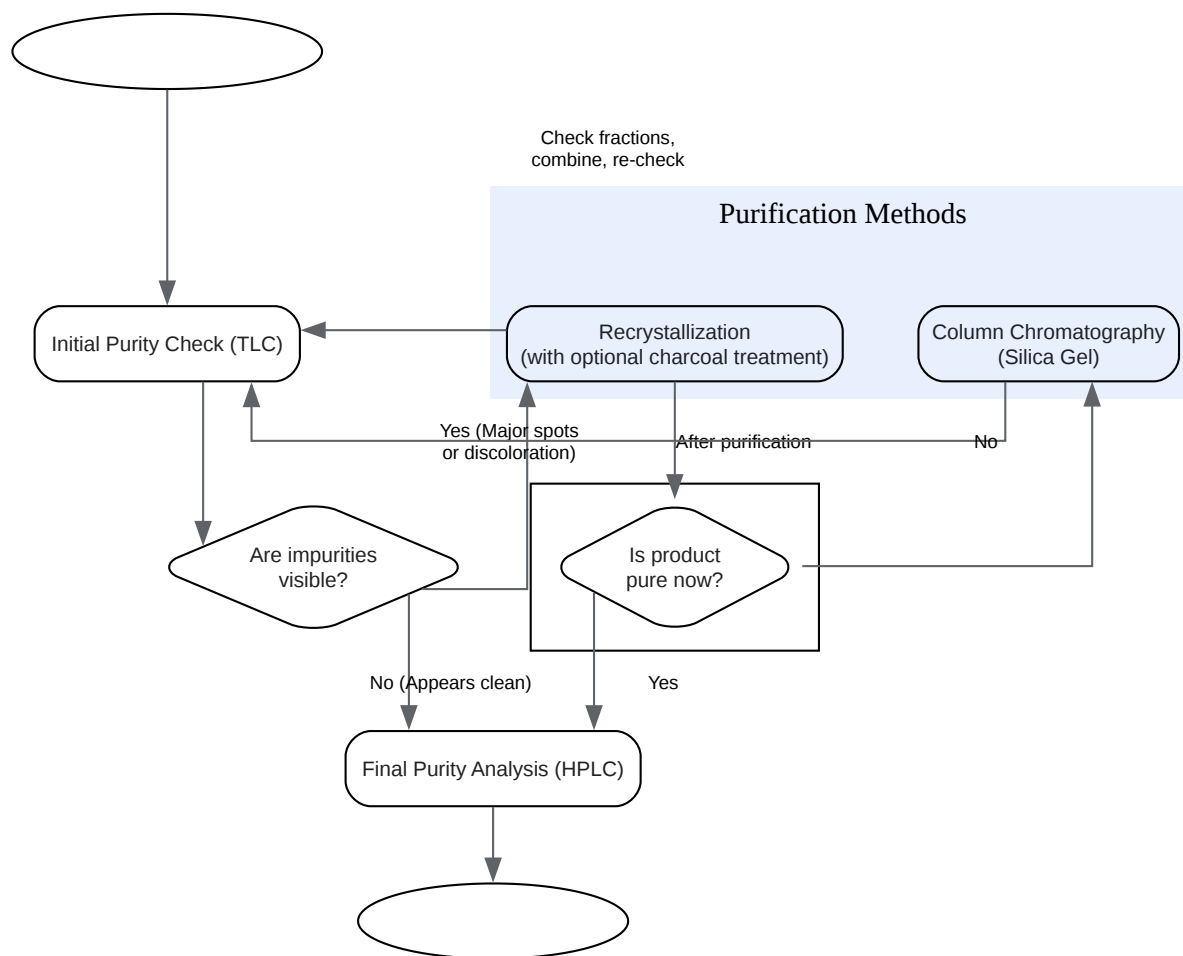 Check fractions,
combine, re-check
Purification Methods
Initial Purity Check (TLC)
Recrystallization
(with optional charcoal treatment)
Column Chromatography
(Silica Gel)
Yes (Major spots
or discoloration)
After purification
No
Are impurities
visible?
Is product
pure now?
No (Appears clean)
Yes
Final Purity Analysis (HPLC)